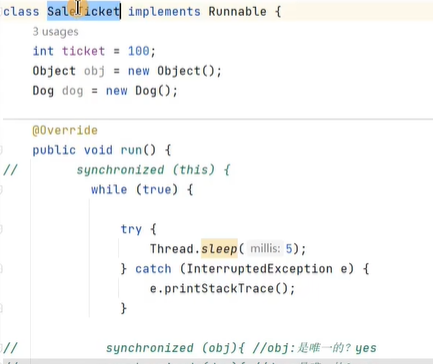 class SaleTicket implements Runnable {
3 usages
int ticket = 100;
Object obj = new Object();
Dog dog = new Dog();
@Override
public void run() {
// synchronized (this) {
while (true) {
try {
Thread.sleep( millis: 5);
} catch (InterruptedException e) {
e.printStackTrace();
}
// synchronized (obj){ //obj:是唯一的? yes